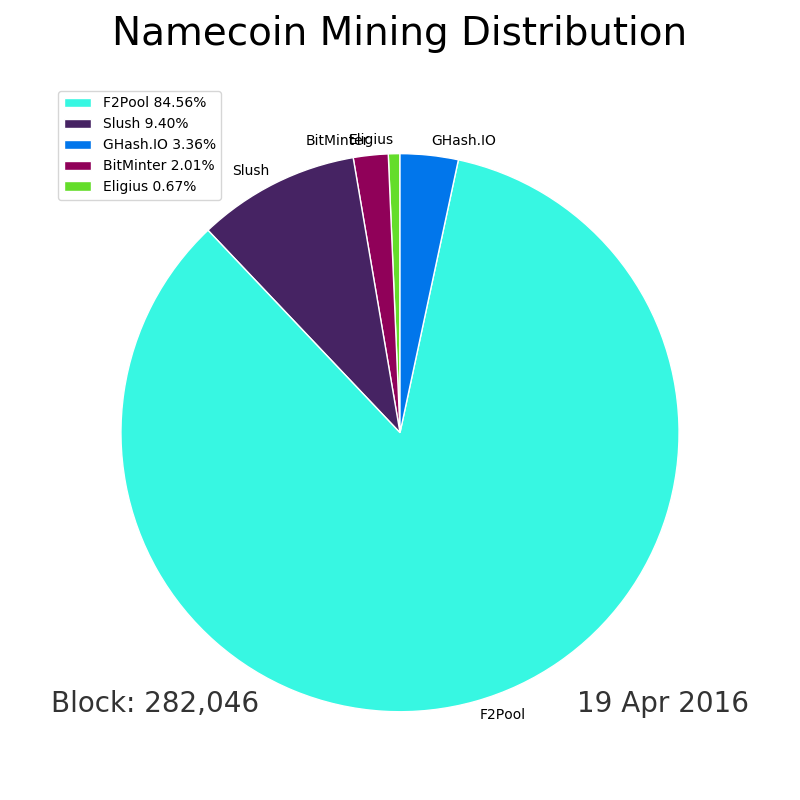 Namecoin Mining Distribution
F2Pool 84.56%
Slush 9.40%
GHash.IO 3.36%
BitMinter 2.01%
Eligius 0.67%
BitMinter
Eligius
GHash.IO
Slush
F2Pool
Block: 282,046
19 Apr 2016